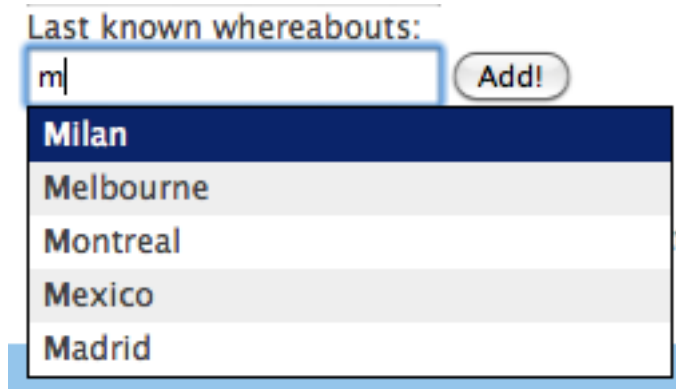 Last known whereabouts:
m Add!
Milan
Melbourne
Montreal
Mexico
Madrid